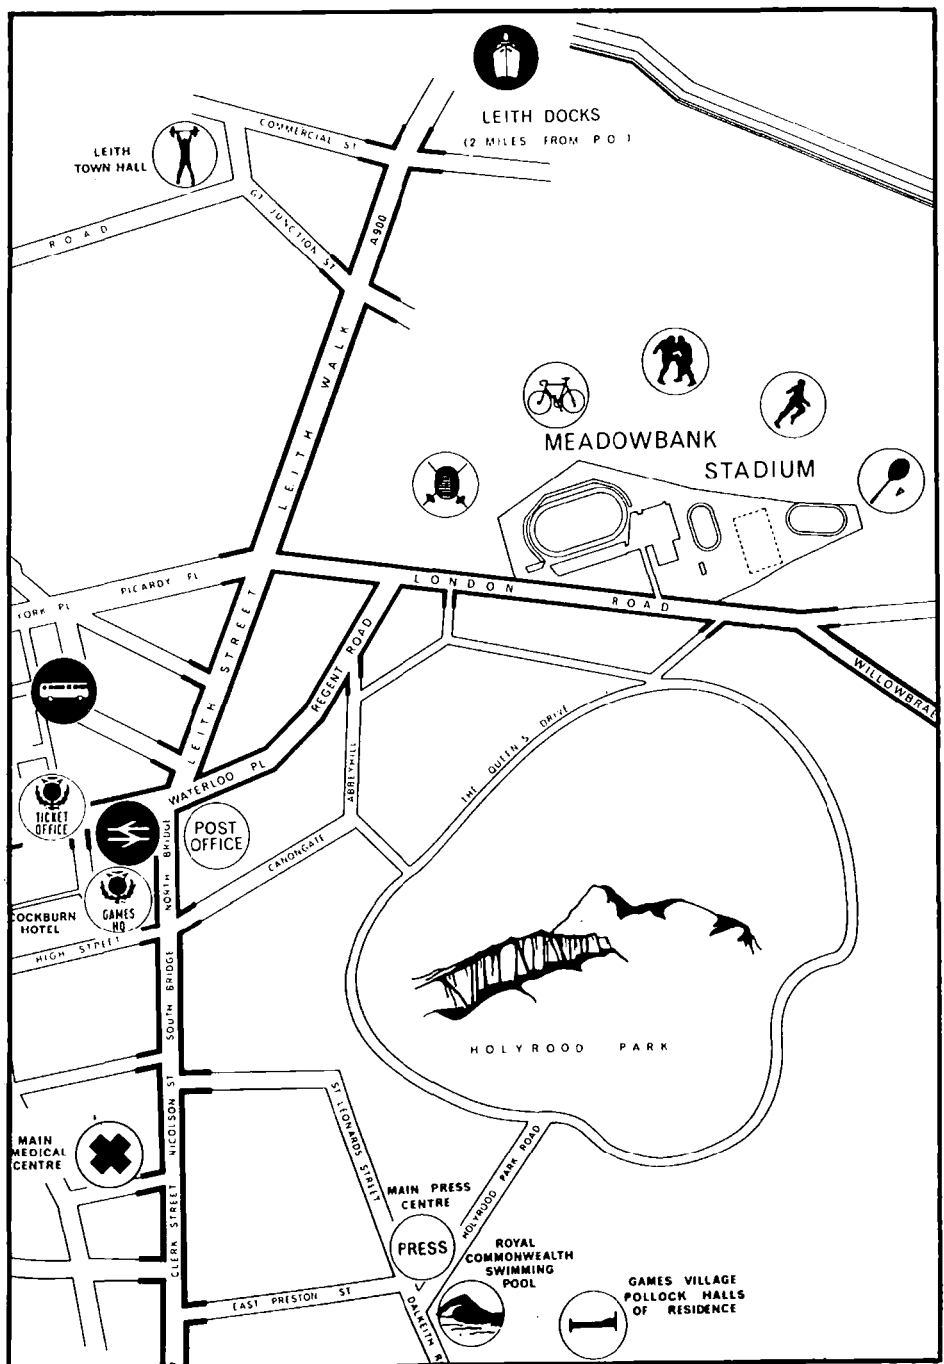 LEITH DOCKS
(2 MILES FROM P O )
COMMERCIAL ST
LEITH
TOWN HALL
ROAD
GT JUNCTION ST
A900
LEITH WALK
MEADOWBANK
STADIUM
LONDON ROAD
PICARDY PL
YORK PL
LEITH STREET
REGENT ROAD
WILLOWBRAE
LEITH STREET
WATERLOO PL
THE QUEEN S DRIVE
ABBEYHILL
TICKET
OFFICE
POST
OFFICE
NORTH BRIDGE
CANONGATE
GAMES
HQ
COCKBURN
HOTEL
HIGH STREET
SOUTH BRIDGE
HOLYROOD PARK
NICOLSON ST
ST LEONARDS STREET
MAIN
MEDICAL
CENTRE
HOLYROOD PARK ROAD
MAIN PRESS
CENTRE
PRESS
CLERK STREET
ROYAL
COMMONWEALTH
SWIMMING
POOL
GAMES VILLAGE
POLLOCK HALLS
OF RESIDENCE
EAST PRESTON ST
DALKEITH R